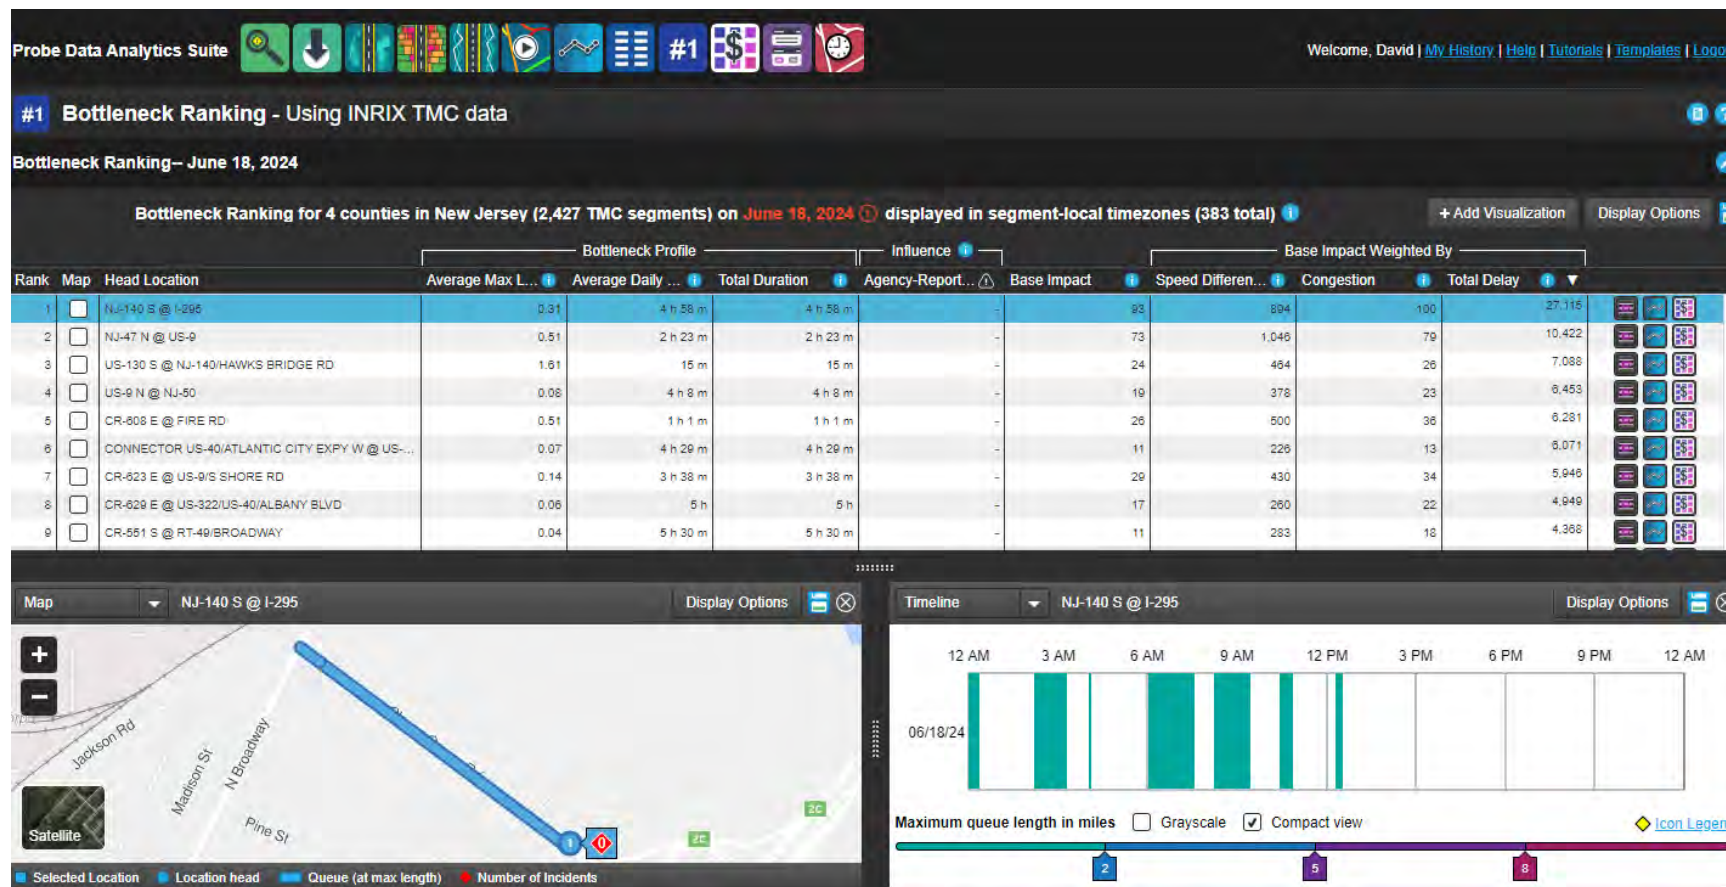 Probe Data Analytics Suite #1 $ Welcome, David | My History | Help | Tutorials | Templates | Logo
#1 Bottleneck Ranking - Using INRIX TMC data
Bottleneck Ranking-- June 18, 2024
Bottleneck Ranking for 4 counties in New Jersey (2,427 TMC segments) on June 18, 2024 displayed in segment-local timezones (383 total) + Add Visualization Display Options
Bottleneck Profile Influence Base Impact Weighted By
Rank Map Head Location Average Max L... Average Daily ... Total Duration Agency-Report... Base Impact Speed Differen... Congestion Total Delay ▼
1 NJ-140 S @ I-295 0.31 4 h 58 m 4 h 58 m - 93 894 100 27,115
2 NJ-47 N @ US-9 0.51 2 h 23 m 2 h 23 m - 73 1,046 79 10,422
3 US-130 S @ NJ-140/HAWKS BRIDGE RD 1.61 15 m 15 m - 24 464 26 7,088
4 US-9 N @ NJ-50 0.08 4 h 8 m 4 h 8 m - 19 378 23 6,453
5 CR-608 E @ FIRE RD 0.51 1 h 1 m 1 h 1 m - 26 500 36 6,281
6 CONNECTOR US-40/ATLANTIC CITY EXPY W @ US-... 0.07 4 h 29 m 4 h 29 m - 11 226 13 6,071
7 CR-623 E @ US-9/S SHORE RD 0.14 3 h 38 m 3 h 38 m - 29 430 34 5,946
8 CR-629 E @ US-322/US-40/ALBANY BLVD 0.06 5 h 5 h - 17 260 22 4,949
9 CR-551 S @ RT-49/BROADWAY 0.04 5 h 30 m 5 h 30 m - 11 283 18 4,368
Map NJ-140 S @ I-295 Display Options
+
−
Jackson Rd
Madison St
N Broadway
Pine St
2C
2C
Satellite
1 0
Selected Location Location head Queue (at max length) Number of Incidents
Timeline NJ-140 S @ I-295 Display Options
12 AM 3 AM 6 AM 9 AM 12 PM 3 PM 6 PM 9 PM 12 AM
06/18/24
Maximum queue length in miles Grayscale Compact view Icon Legen
2 5 8